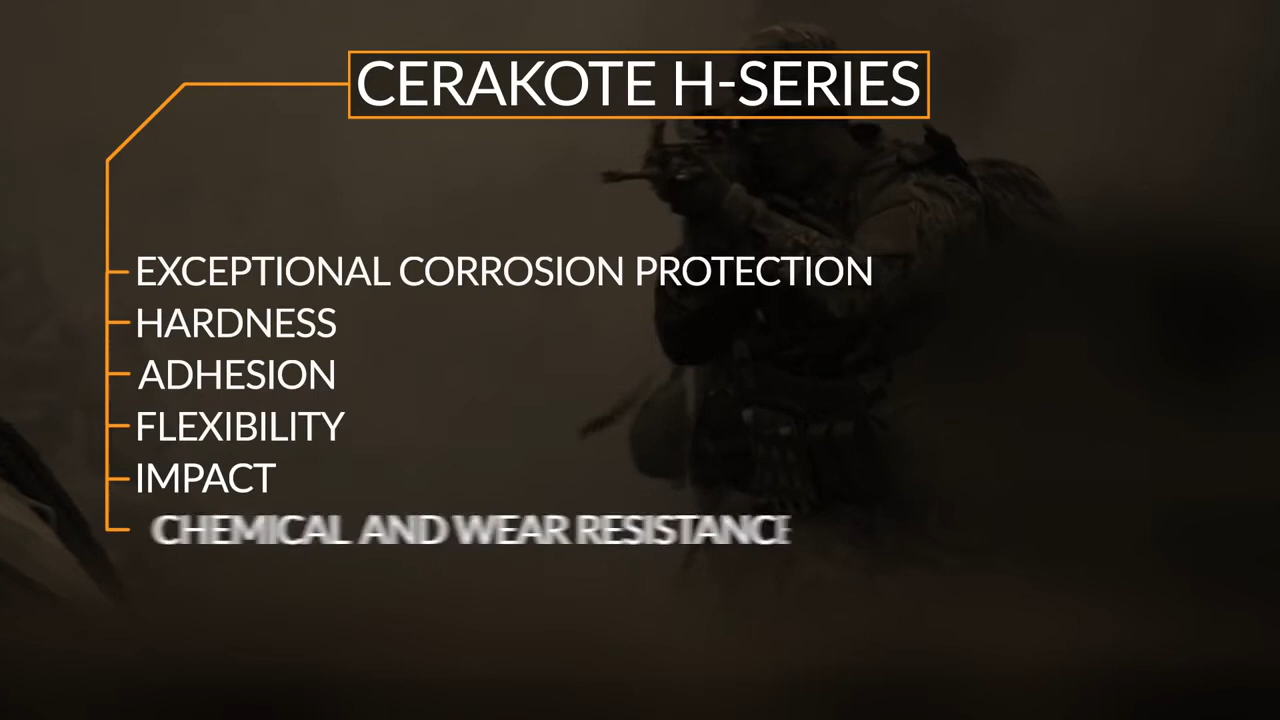 CERAKOTE H-SERIES
EXCEPTIONAL CORROSION PROTECTION
HARDNESS
ADHESION
FLEXIBILITY
IMPACT
CHEMICAL AND WEAR RESISTANCE